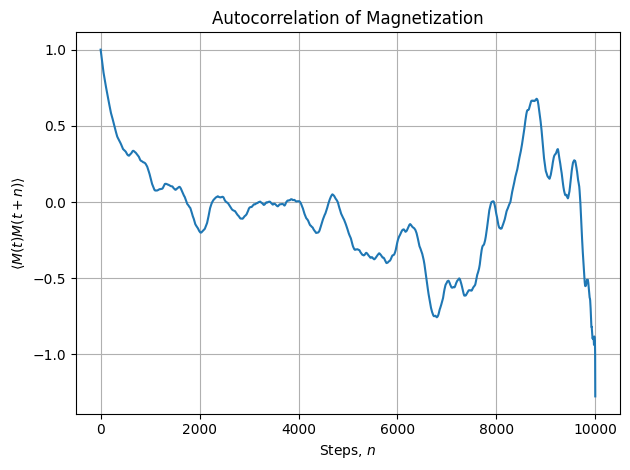 Autocorrelation of Magnetization
⟨M(t)M(t + n)⟩
1.0
0.5
0.0
−0.5
−1.0
0 2000 4000 6000 8000 10000
Steps, n